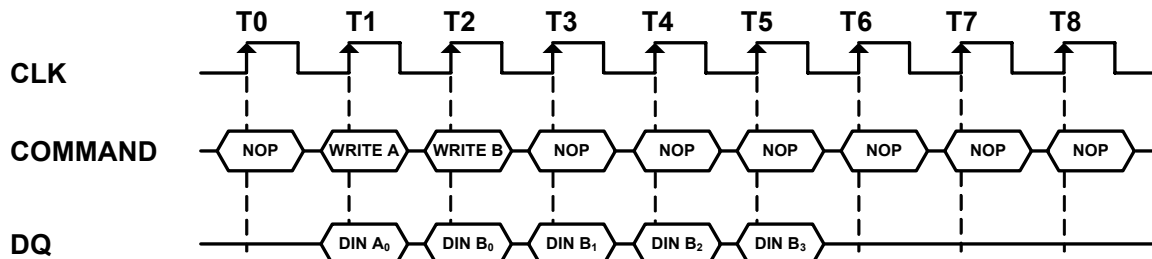 T0 T1 T2 T3 T4 T5 T6 T7 T8
CLK
COMMAND NOP WRITE A WRITE B NOP NOP NOP NOP NOP NOP
DQ DIN A₀ DIN B₀ DIN B₁ DIN B₂ DIN B₃